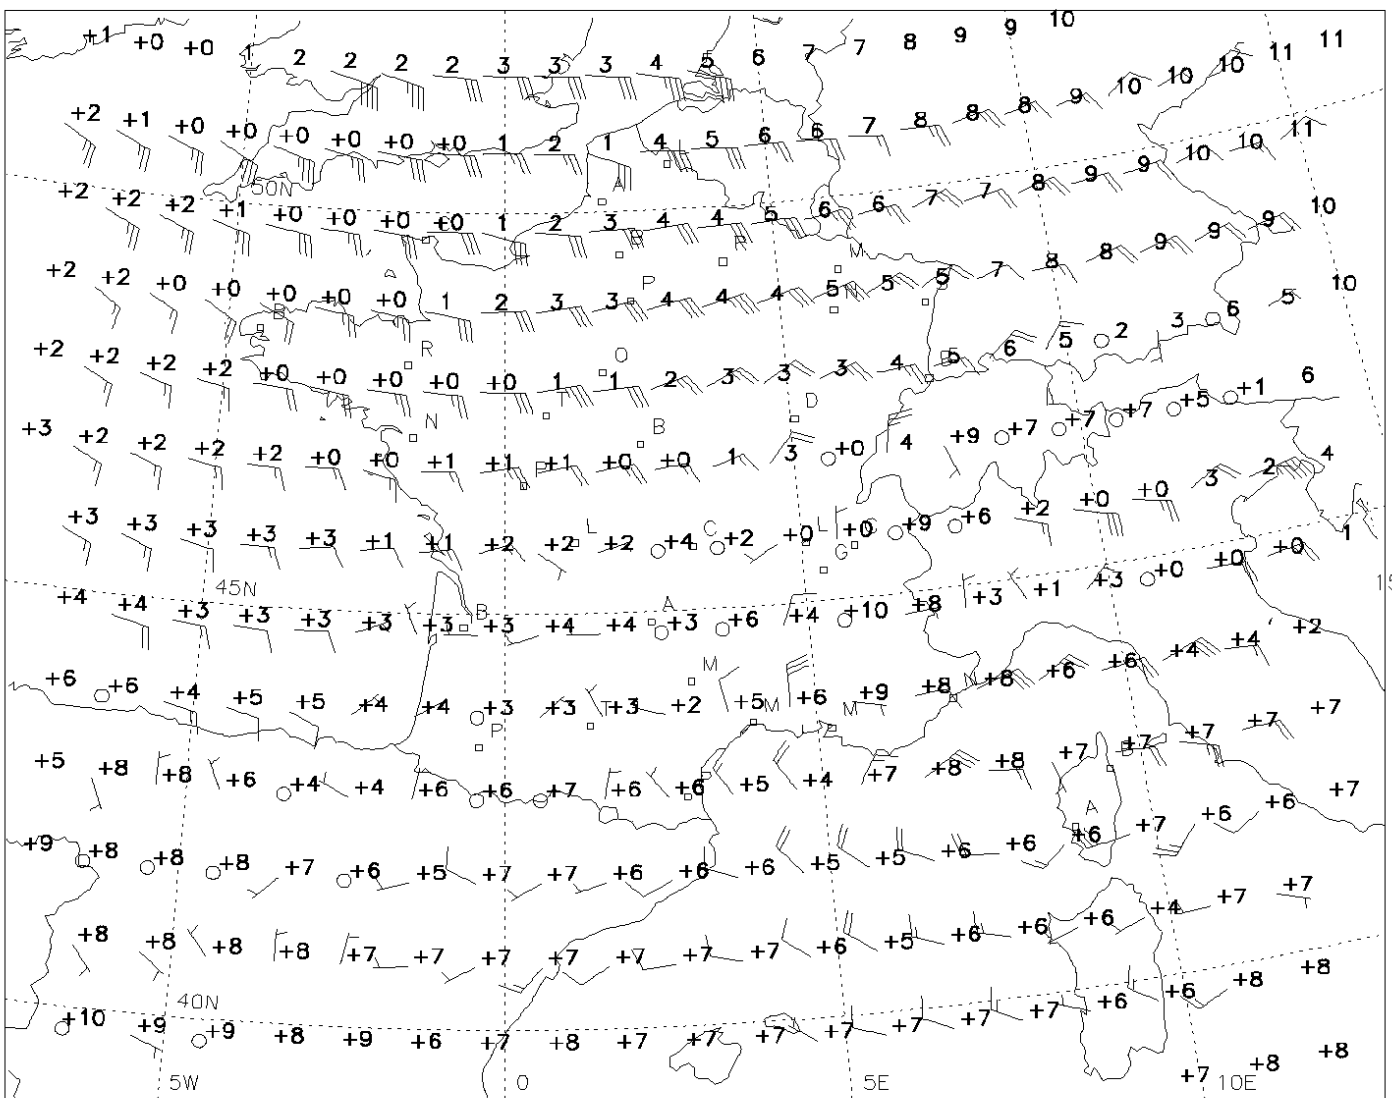 +1 +0 +0 1 2 2 2 2 3 3 3 4 5 6 7 7 8 9 9 10
+2 +1 +0 +0 +0 +0 +0 +0 1 2 1 4 5 6 6 7 8 8 8 9 10 10 10 11 11
50N
A
+2 +2 +2 +1 +0 +0 +0 +0 1 2 3 4 4 5 6 6 7 7 8 9 9 10 10 11
C B R M
+2 +2 +0 +0 +0 +0 +0 1 2 3 3 4 4 4 5 5 5 7 8 8 9 9 9 10
B P N
+2 +2 +2 +2 +0 +0 +0 +0 +0 1 1 2 3 3 3 4 5 6 5 2 3 6 5 10
R O T D
+3 +2 +2 +2 +2 +0 +0 +1 +1 +1 +0 +0 1 3 +0 4 +9 +7 +7 +7 +5 +1 6
N B P
+3 +3 +3 +3 +3 +1 +1 +2 +2 +2 +4 +2 +0 +0 +9 +6 +2 +0 +0 3 2 4
L C L C G
45N
15
+4 +4 +3 +3 +3 +3 +3 +3 +4 +4 +3 +6 +4 +10 +8 +3 +1 +3 +0 +0 +0 1
B A
+6 +6 +4 +5 +5 +4 +4 +3 +3 +3 +2 +5 +6 +9 +8 +8 +6 +6 +4 +4 +2
M T M M N P
+5 +8 +8 +6 +4 +4 +6 +6 +7 +6 +6 +5 +4 +7 +8 +8 +7 +7 +7 +7 +7
P B
+9 +8 +8 +8 +7 +6 +5 +7 +7 +6 +6 +6 +5 +5 +6 +6 +6 +7 +6 +6 +7
A
+8 +8 +8 +8 +7 +7 +7 +7 +7 +7 +7 +6 +5 +6 +6 +6 +4 +7 +7
40N
+10 +9 +9 +8 +9 +6 +7 +8 +7 +7 +7 +7 +7 +7 +7 +6 +6 +8 +8
+7 +8 +8
5W 0 5E 10E